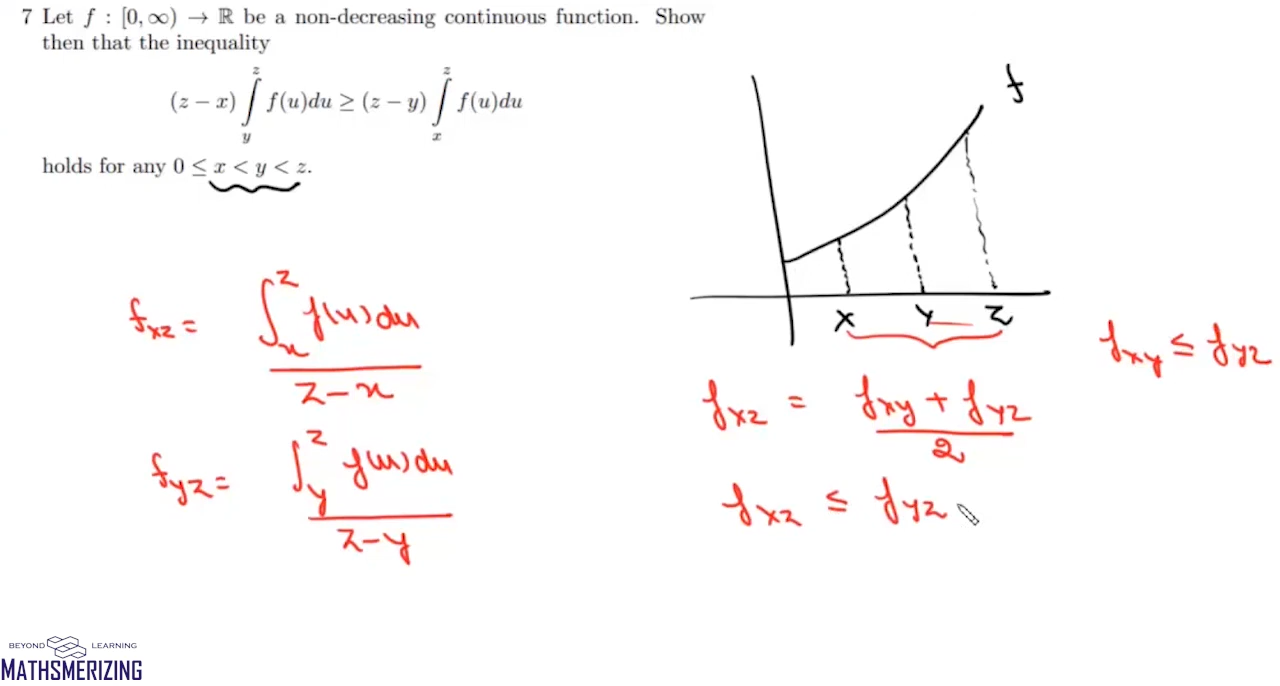 7 Let f : [0, ∞) → ℝ be a non-decreasing continuous function. Show
then that the inequality
(z − x) ∫_y^z f(u)du ≥ (z − y) ∫_x^z f(u)du
holds for any 0 ≤ x < y < z.
f
x y z
f_xz = ∫_x^z f(u)du / z − x
f_yz = ∫_y^z f(u)du / z − y
f_xy ≤ f_yz
f_xz = f_xy + f_yz / 2
f_xz ≤ f_yz
BEYOND LEARNING
MATHSMERIZING